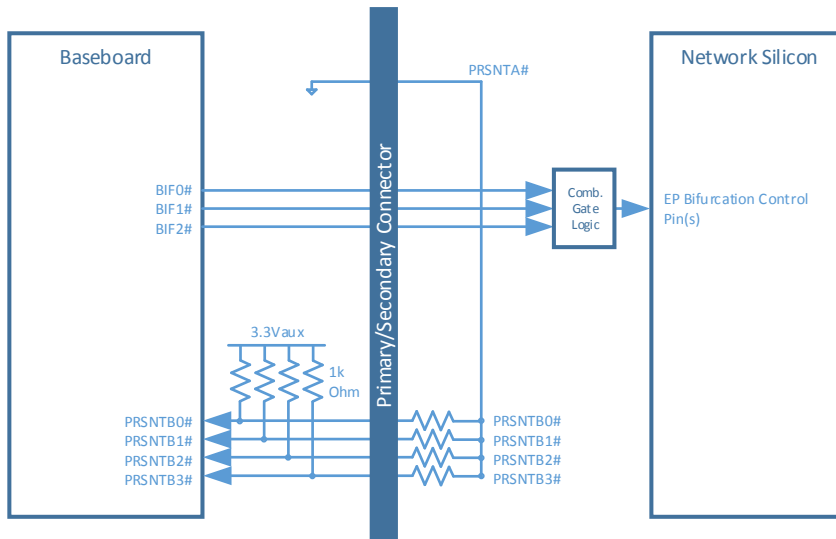 Baseboard
Network Silicon
PRSNTA#
BIF0#
BIF1#
BIF2#
Primary/Secondary Connector
Comb.
Gate
Logic
EP Bifurcation Control
Pin(s)
3.3Vaux
1k
Ohm
PRSNTB0#
PRSNTB1#
PRSNTB2#
PRSNTB3#
PRSNTB0#
PRSNTB1#
PRSNTB2#
PRSNTB3#